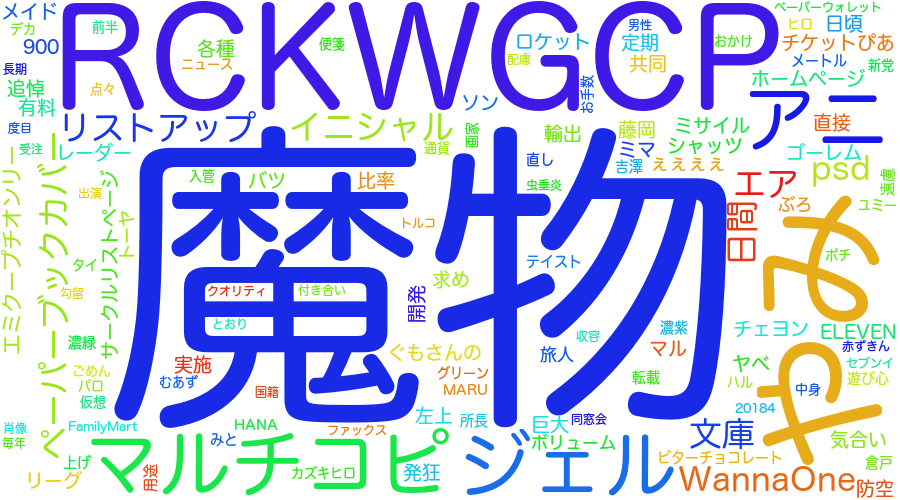 メイド
デカ
900
前半
RCKWGCP
男性
ペーパーウォレット
ヒロ
日頃
各種
便箋
ロケット
定期
おかけ
チケットぴあ
長期
追悼
点々
ニュース
配慮
共同
メートル
新党
有料
ソン
お手数
ホームページ
アニ
度目
リストアップ
イニシャル
画家
輸出
藤岡
ミサイル
直接
受注
レーダー
通貨
ミマ
シャッツ
ゴーレム
エミクープチオンリー
ペーパーブックカバー
サークルリストページ
トーヤ
入管
バツ
比率
直し
吉澤
ええええ
エア
psd
遠慮
出演
魔物
虫垂炎
日間
ぶろ
ユミー
トルコ
みや
タイ
勾留
クオリティ
付き合い
求め
テイスト
ポチ
開発
とおり
濃紫
チェヨン
ELEVEN
濃緑
実施
ぐもさんの
旅人
収容
マル
赤ずきん
ごめん
パロ
むあず
国籍
グリーン
MARU
転載
ヤベ
セブンイ
仮想
ハル
中身
遊び心
肖像
FamilyMart
HANA
左上
所長
巨大
同窓会
20184
毎年
みと
ファックス
ボリューム
文庫
気合い
上げ
マルチコピ
ジェル
ビターチョコレート
倉戸
リーグ
用途
カズキヒロ
発狂
WannaOne
防空